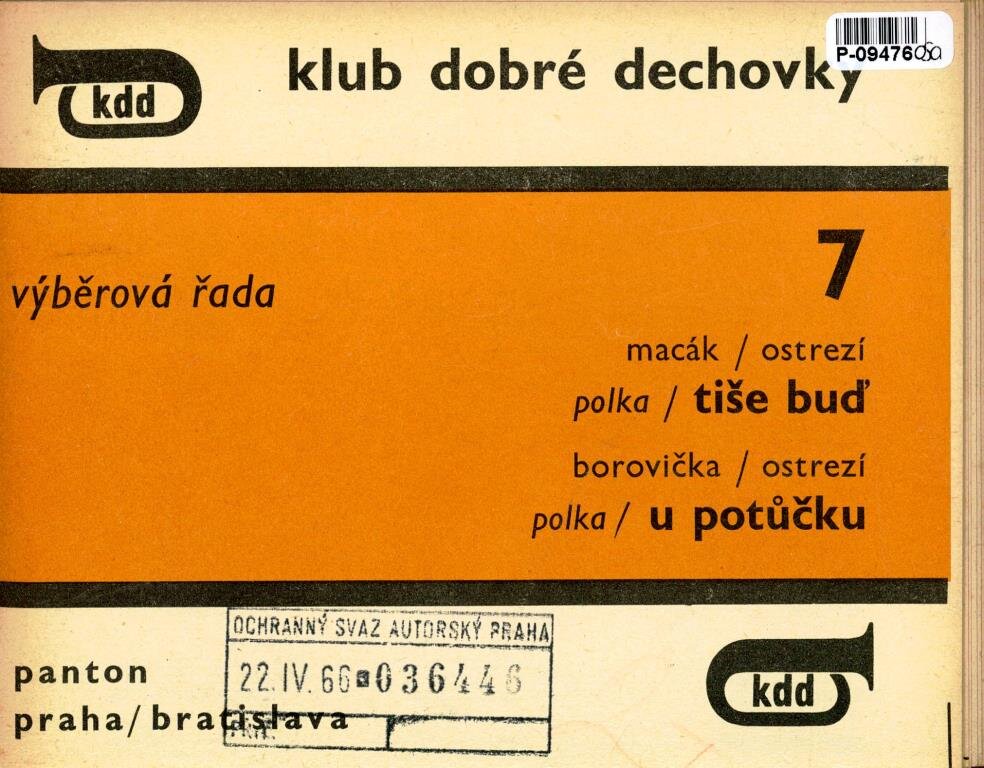 P-09476
kdd
klub dobré dechovky
výběrová řada
7
macák / ostrezí
polka / tiše buď
borovička / ostrezí
polka / u potůčku
OCHRANNÝ SVAZ AUTORSKÝ PRAHA
22. IV. 66 036446
panton
praha/bratislava
kdd